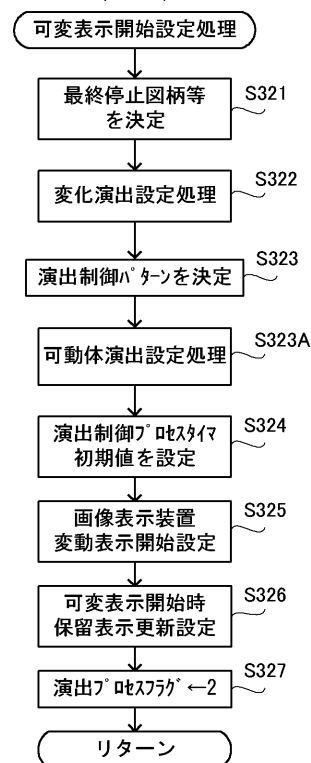 可変表示開始設定処理
最終停止図柄等
を決定
S321
変化演出設定処理
S322
演出制御ﾊﾟﾀｰﾝを決定
S323
可動体演出設定処理
S323A
演出制御ﾌﾟﾛｾｽﾀｲﾏ
初期値を設定
S324
画像表示装置
変動表示開始設定
S325
可変表示開始時
保留表示更新設定
S326
演出ﾌﾟﾛｾｽﾌﾗｸﾞ←2
S327
リターン